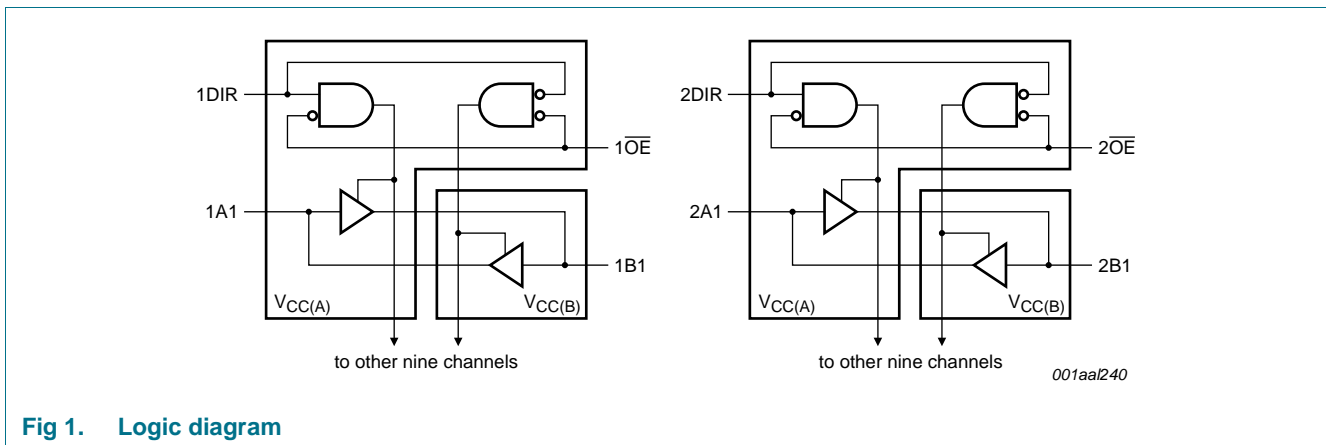 1DIR
1OE
1A1
1B1
VCC(A)
VCC(B)
to other nine channels
2DIR
2OE
2A1
2B1
VCC(A)
VCC(B)
to other nine channels
001aal240
Fig 1. Logic diagram